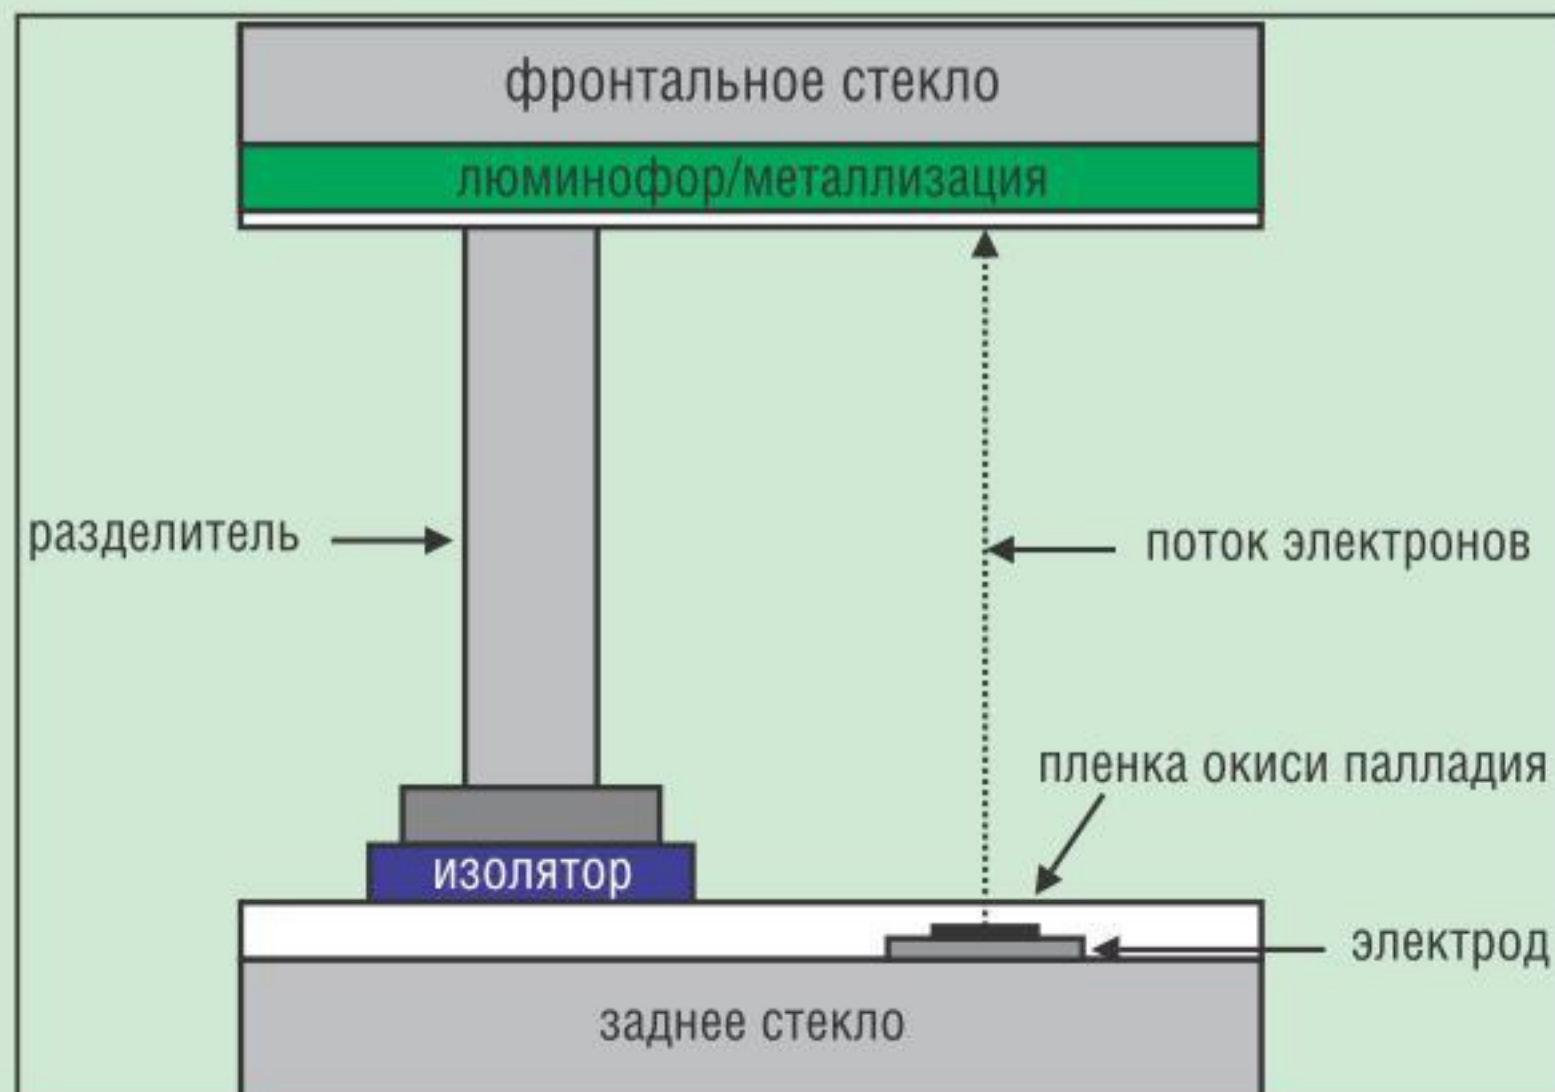 фронтальное стекло
люминофор/металлизация
разделитель
поток электронов
пленка окиси палладия
изолятор
электрод
заднее стекло